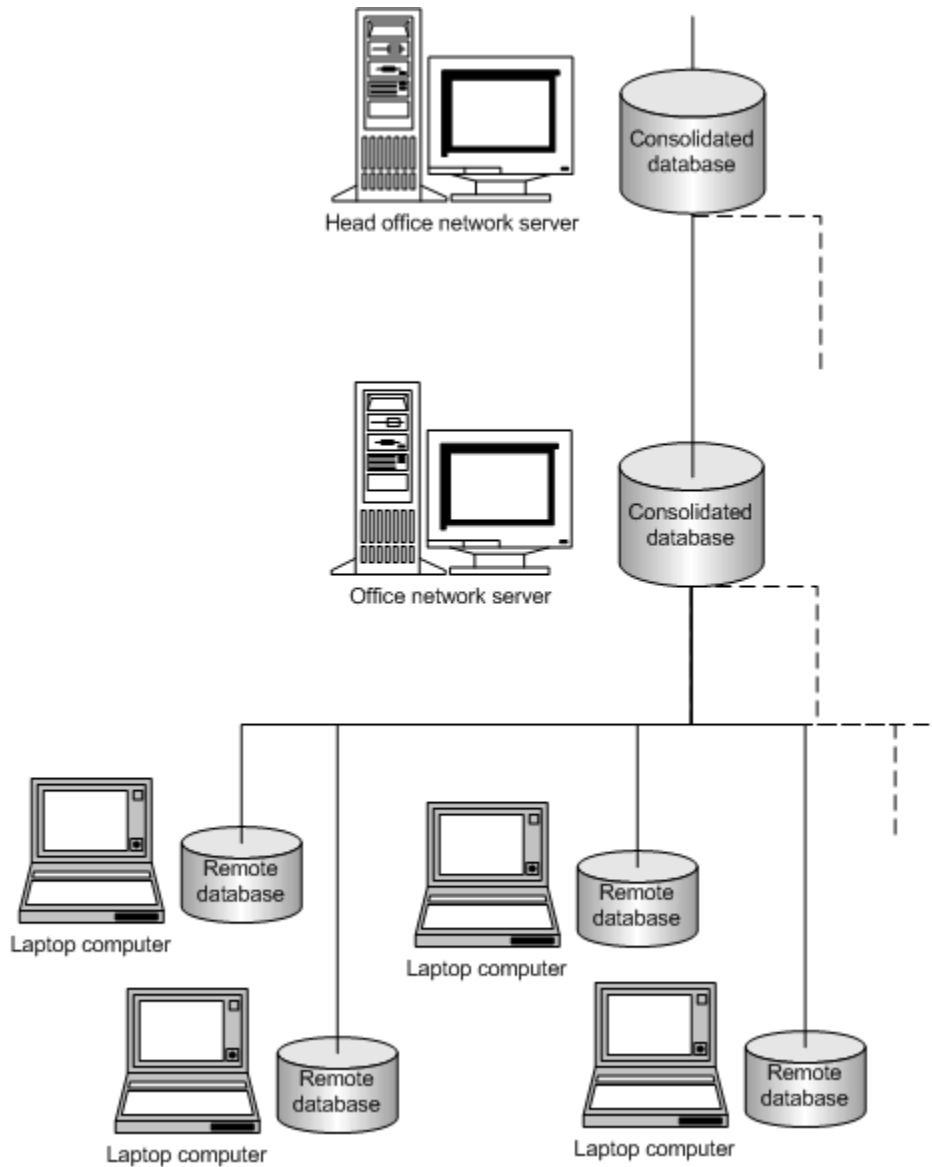 Consolidated
database
Head office network server
Consolidated
database
Office network server
Remote
database
Laptop computer
Remote
database
Laptop computer
Remote
database
Laptop computer
Remote
database
Laptop computer